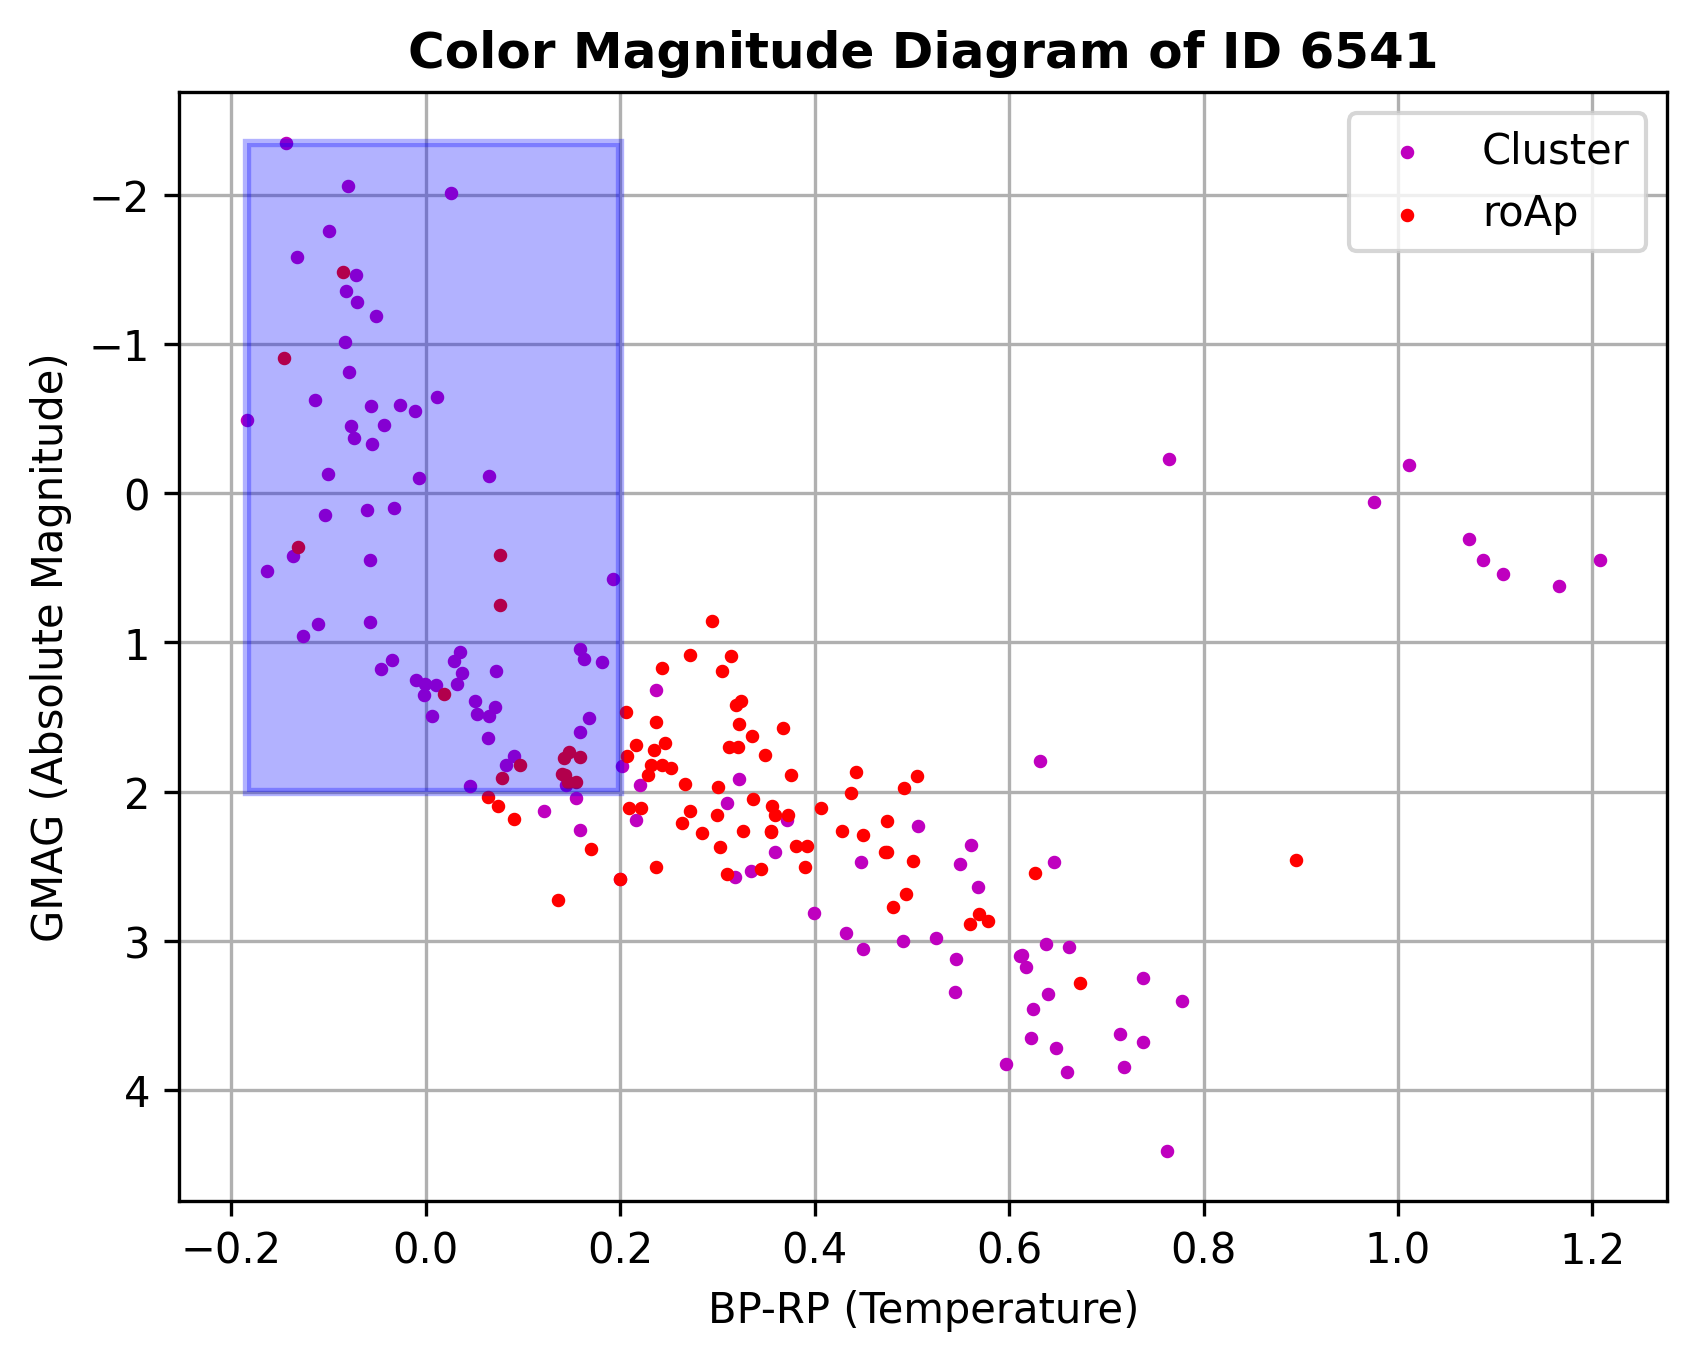 Color Magnitude Diagram of ID 6541
Cluster
roAp
GMAG (Absolute Magnitude)
−2
−1
0
1
2
3
4
−0.2 0.0 0.2 0.4 0.6 0.8 1.0 1.2
BP-RP (Temperature)